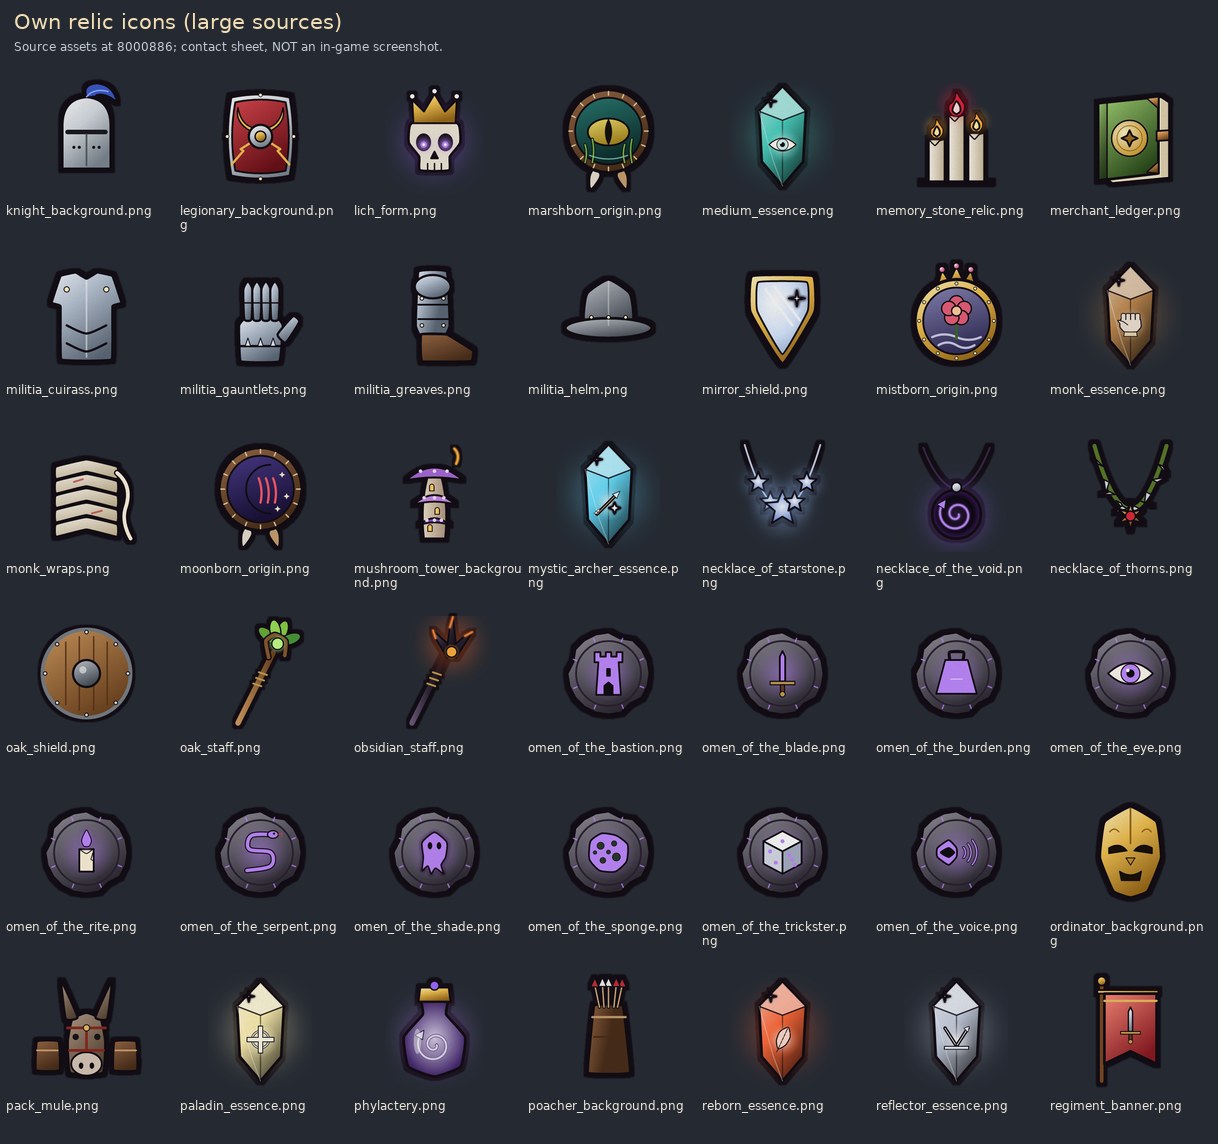 Own relic icons (large sources)
Source assets at 8000886; contact sheet, NOT an in-game screenshot.
knight_background.png
legionary_background.pn
g
lich_form.png
marshborn_origin.png
medium_essence.png
memory_stone_relic.png
merchant_ledger.png
militia_cuirass.png
militia_gauntlets.png
militia_greaves.png
militia_helm.png
mirror_shield.png
mistborn_origin.png
monk_essence.png
monk_wraps.png
moonborn_origin.png
mushroom_tower_backgrou
nd.png
mystic_archer_essence.p
ng
necklace_of_starstone.p
ng
necklace_of_the_void.pn
g
necklace_of_thorns.png
oak_shield.png
oak_staff.png
obsidian_staff.png
omen_of_the_bastion.png
omen_of_the_blade.png
omen_of_the_burden.png
omen_of_the_eye.png
omen_of_the_rite.png
omen_of_the_serpent.png
omen_of_the_shade.png
omen_of_the_sponge.png
omen_of_the_trickster.p
ng
omen_of_the_voice.png
ordinator_background.pn
g
pack_mule.png
paladin_essence.png
phylactery.png
poacher_background.png
reborn_essence.png
reflector_essence.png
regiment_banner.png